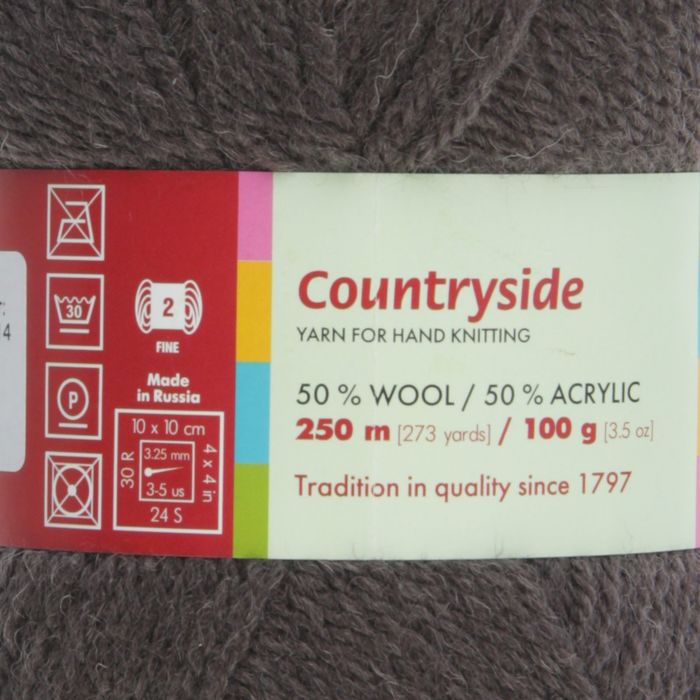 14
30
P
2
FINE
Made
in Russia
10 x 10 cm
30 R
3.25 mm
3-5 us
4 x 4 in
24 S
Countryside
YARN FOR HAND KNITTING
50 % WOOL / 50 % ACRYLIC
250 m [273 yards] / 100 g [3.5 oz]
Tradition in quality since 1797